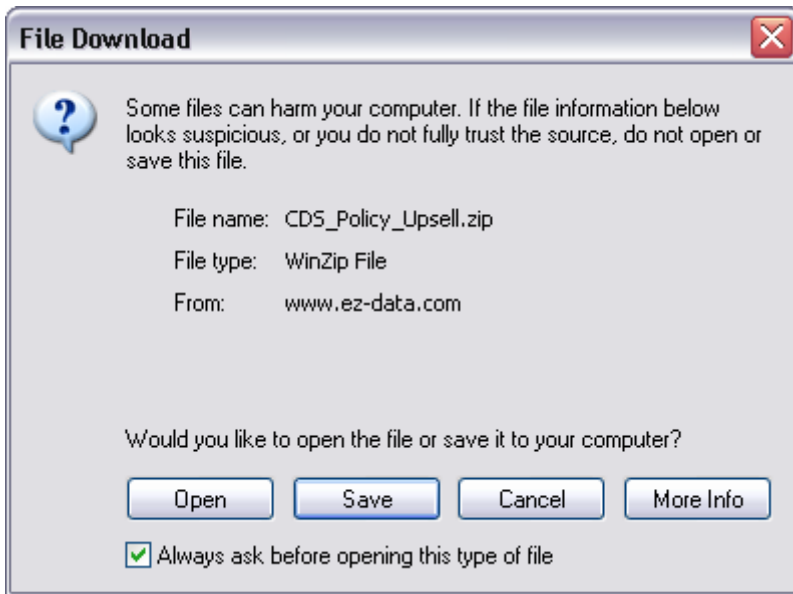 File Download
Some files can harm your computer. If the file information below
looks suspicious, or you do not fully trust the source, do not open or
save this file.
File name: CDS_Policy_Upsell.zip
File type: WinZip File
From: www.ez-data.com
Would you like to open the file or save it to your computer?
Open Save Cancel More Info
Always ask before opening this type of file